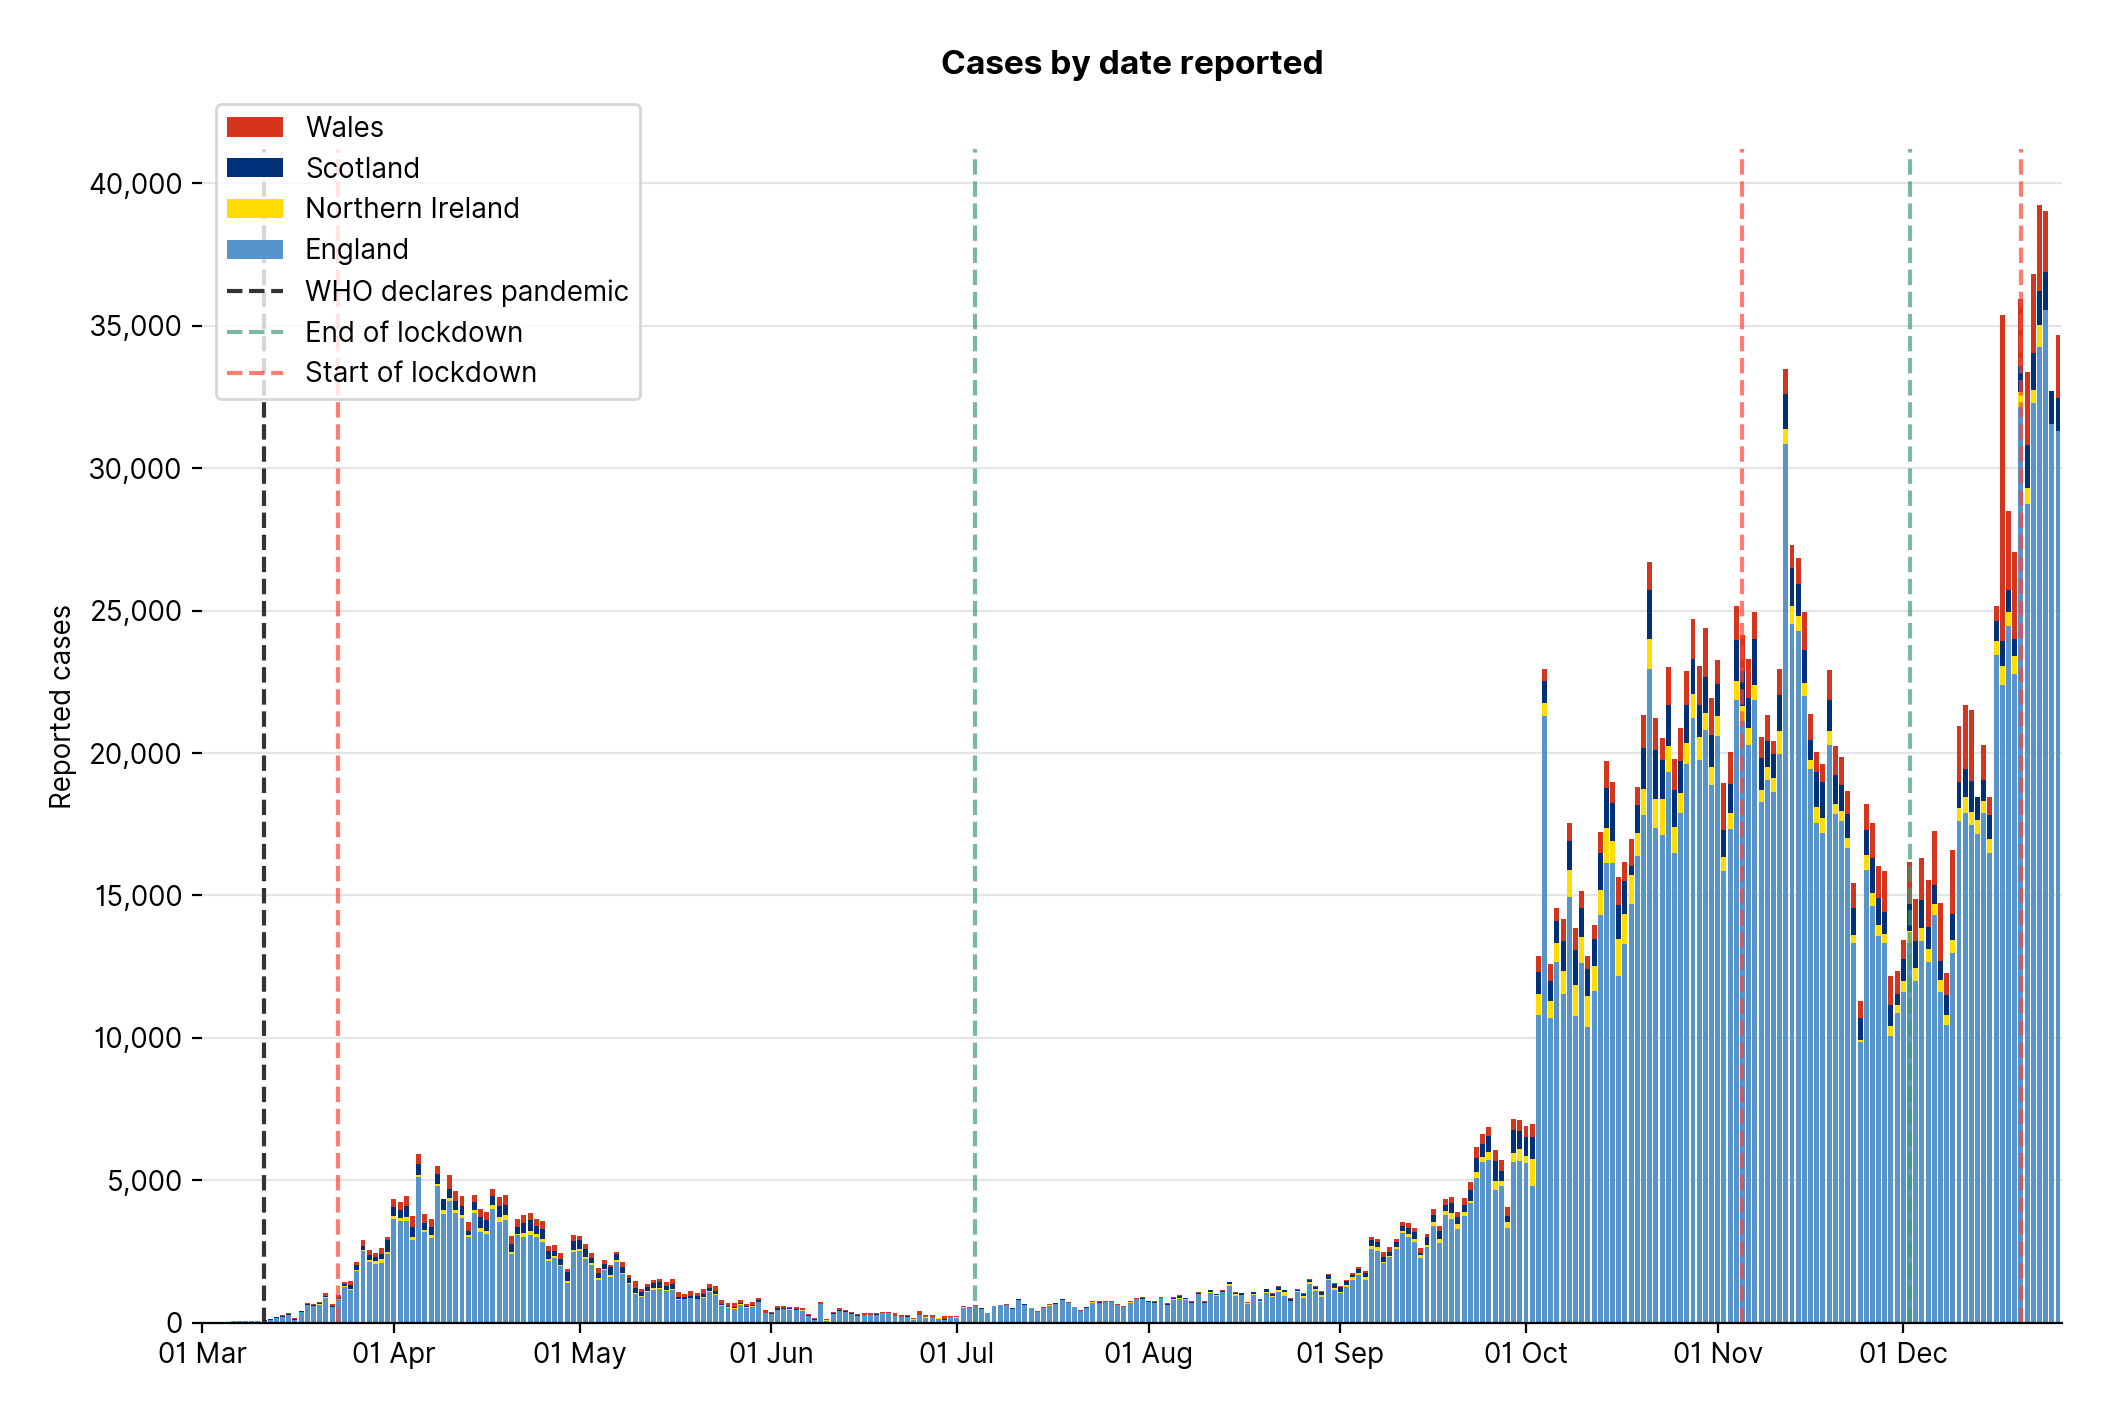 Cases by date reported
Wales
Scotland
Northern Ireland
England
WHO declares pandemic
End of lockdown
Start of lockdown
Reported cases
40,000
35,000
30,000
25,000
20,000
15,000
10,000
5,000
0
01 Mar 01 Apr 01 May 01 Jun 01 Jul 01 Aug 01 Sep 01 Oct 01 Nov 01 Dec